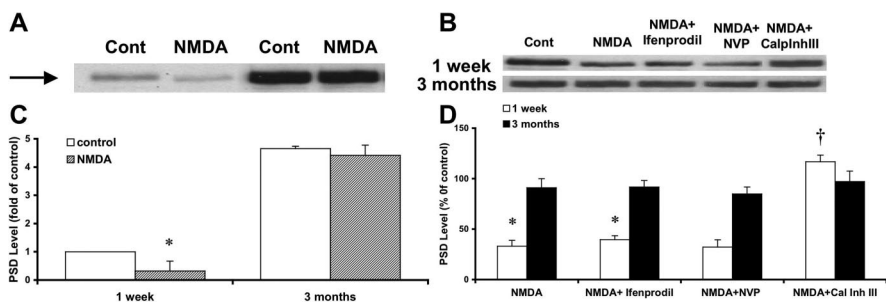 A
Cont NMDA Cont NMDA
B
Cont NMDA NMDA+ Ifenprodil NMDA+ NVP NMDA+ CalpInhIII
1 week
3 months
C
PSD Level (fold of control)
5
4
3
2
1
0
control
NMDA
*
1 week 3 months
D
PSD Level (% 0f control)
150
100
50
0
1 week
3 months
* * †
NMDA NMDA+ Ifenprodil NMDA+NVP NMDA+Cal Inh III